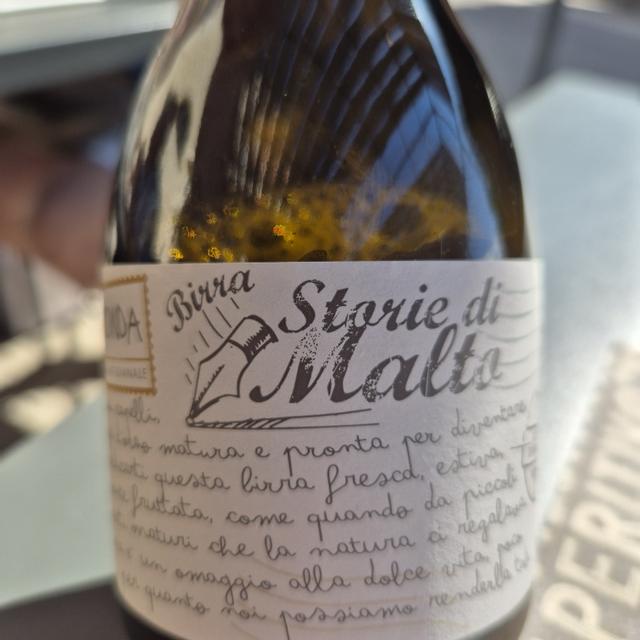 Birra
Storie di
Malto
NDA
matura e pronta per diventare
questa birra fresca, estiva,
fruttata, come quando da piccoli
maturi che la natura ci regalava
un omaggio alla dolce vita, poco
quanto noi possiamo renderla
PERITIVO